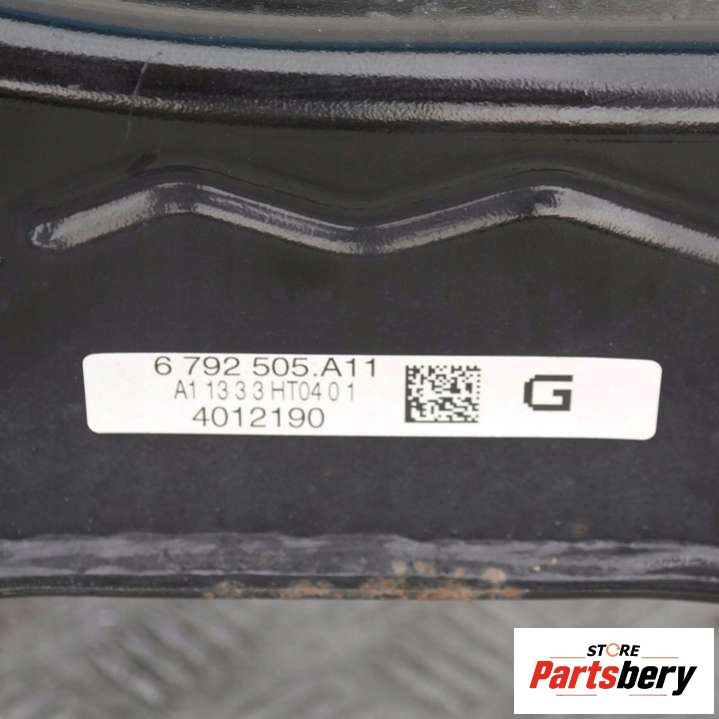 6 792 505.A11
A1 13 3 3 HT04 0 1
4012190
G
STORE
Partsbery